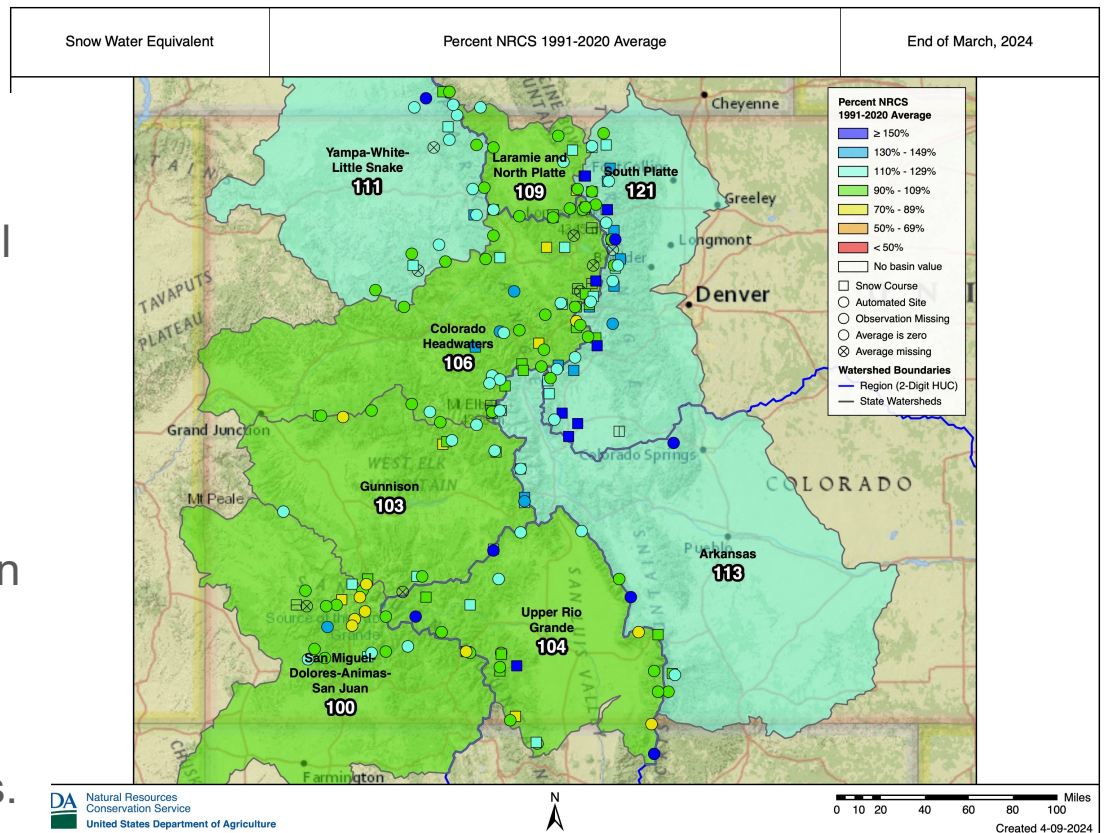 Snow Water Equivalent
Percent NRCS 1991-2020 Average
End of March, 2024
Percent NRCS
1991-2020 Average
≥ 150%
130% - 149%
110% - 129%
90% - 109%
70% - 89%
50% - 69%
< 50%
No basin value
Snow Course
Automated Site
Observation Missing
Average is zero
Average missing
Watershed Boundaries
Region (2-Digit HUC)
State Watersheds
Cheyenne
Yampa-White-
Little Snake
111
Laramie and
North Platte
109
South Platte
121
Greeley
Longmont
TAVAPUTS
PLATEAU
Denver
Colorado
Headwaters
106
Grand Junction
WEST ELK
Colorado Springs
COLORADO
Mt Peale
Gunnison
103
Pueblo
Arkansas
113
Upper Rio
Grande
104
SAN LUIS VALLEY
San Miguel-
Dolores-Animas-
San Juan
100
Farmington
n
s.
DA
Natural Resources
Conservation Service
United States Department of Agriculture
N
Miles
0 10 20 40 60 80 100
Created 4-09-2024